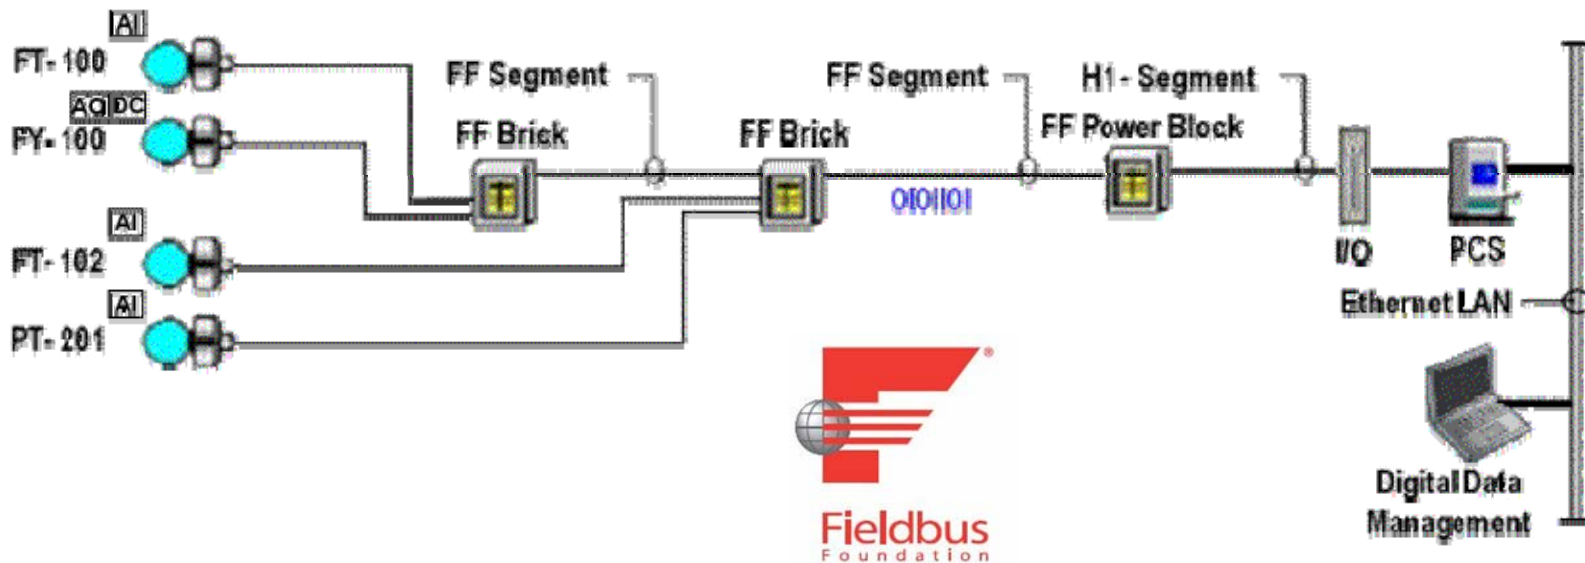 AI
FT- 100
AO DC
FY- 100
AI
FT- 102
AI
PT- 201
FF Segment
FF Brick
FF Segment
FF Brick
0101101
H1- Segment
FF Power Block
I/O
PCS
Ethernet LAN
Digital Data
Management
®
Fieldbus
Foundation